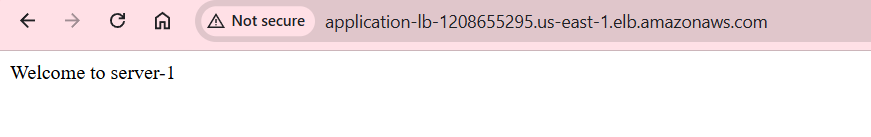 Not secure application-lb-1208655295.us-east-1.elb.amazonaws.com
Welcome to server-1